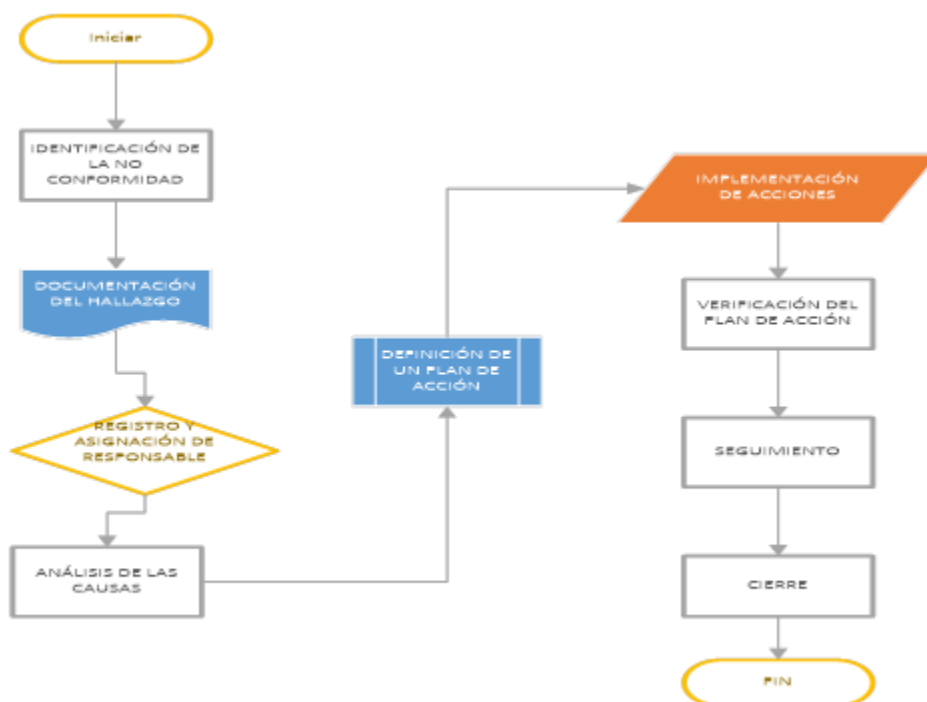 Iniciar
IDENTIFICACIÓN DE
LA NO
CONFORMIDAD
DOCUMENTACIÓN
DEL HALLAZGO
REGISTRO Y
ASIGNACIÓN DE
RESPONSABLE
ANÁLISIS DE LAS
CAUSAS
DEFINICIÓN DE
UN PLAN DE
ACCIÓN
IMPLEMENTACIÓN
DE ACCIONES
VERIFICACIÓN DEL
PLAN DE ACCIÓN
SEGUIMIENTO
CIERRE
FIN